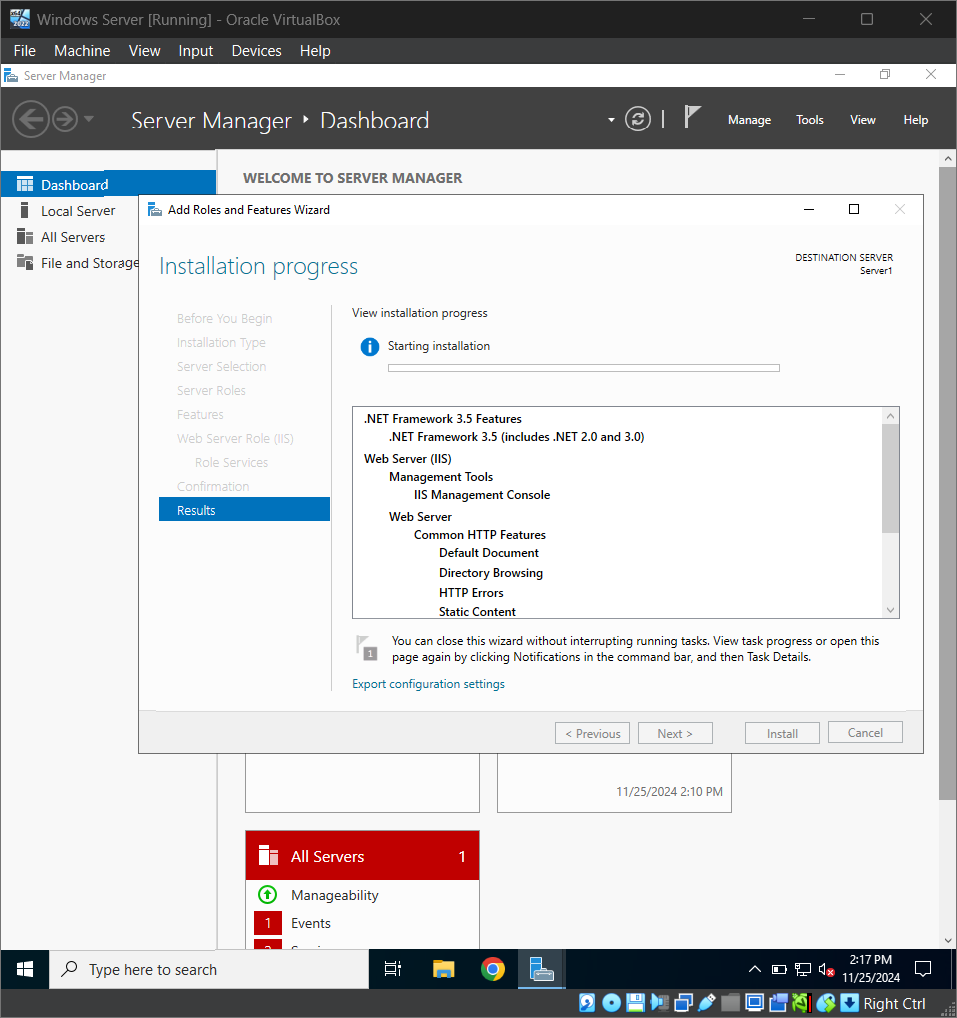 Windows Server [Running] - Oracle VirtualBox
File Machine View Input Devices Help
Server Manager
Server Manager Dashboard
Manage Tools View Help
Dashboard
Local Server
All Servers
File and Storage
WELCOME TO SERVER MANAGER
Add Roles and Features Wizard
Installation progress
DESTINATION SERVER
Server1
Before You Begin
Installation Type
Server Selection
Server Roles
Features
Web Server Role (IIS)
Role Services
Confirmation
Results
View installation progress
Starting installation
.NET Framework 3.5 Features
.NET Framework 3.5 (includes .NET 2.0 and 3.0)
Web Server (IIS)
Management Tools
IIS Management Console
Web Server
Common HTTP Features
Default Document
Directory Browsing
HTTP Errors
Static Content
1
You can close this wizard without interrupting running tasks. View task progress or open this
page again by clicking Notifications in the command bar, and then Task Details.
Export configuration settings
< Previous Next > Install Cancel
11/25/2024 2:10 PM
All Servers 1
Manageability
1 Events
Type here to search
2:17 PM
11/25/2024
Right Ctrl